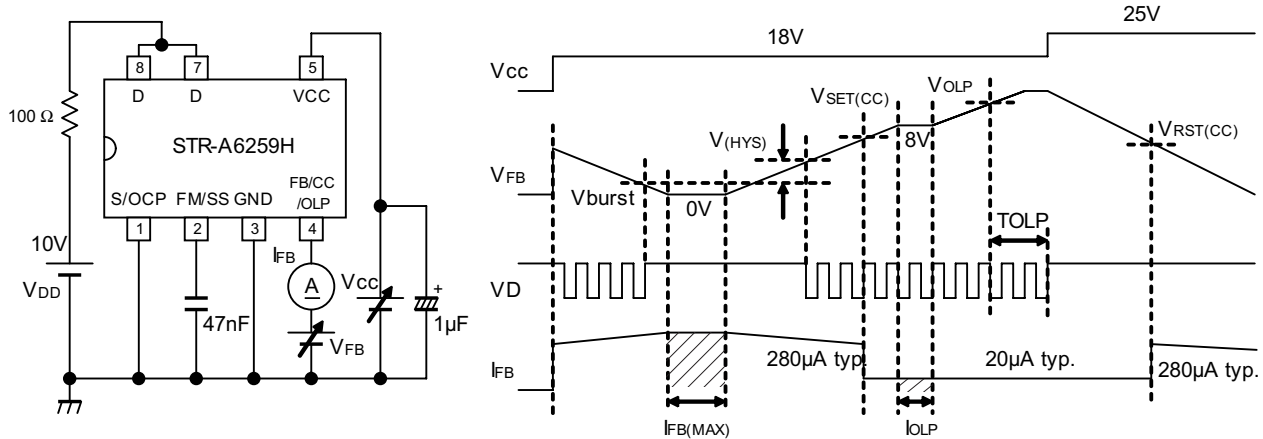 8
7
5
D
D
VCC
100 Ω
STR-A6259H
S/OCP
FM/SS
GND
FB/CC
/OLP
1
2
3
4
10V
VDD
IFB
A
47nF
VFB
Vcc
+
1μF
25V
18V
Vcc
VOLP
VSET(CC)
V(HYS)
8V
VRST(CC)
VFB
Vburst
0V
TOLP
VD
IFB
280μA typ.
20μA typ.
280μA typ.
IFB(MAX)
IOLP